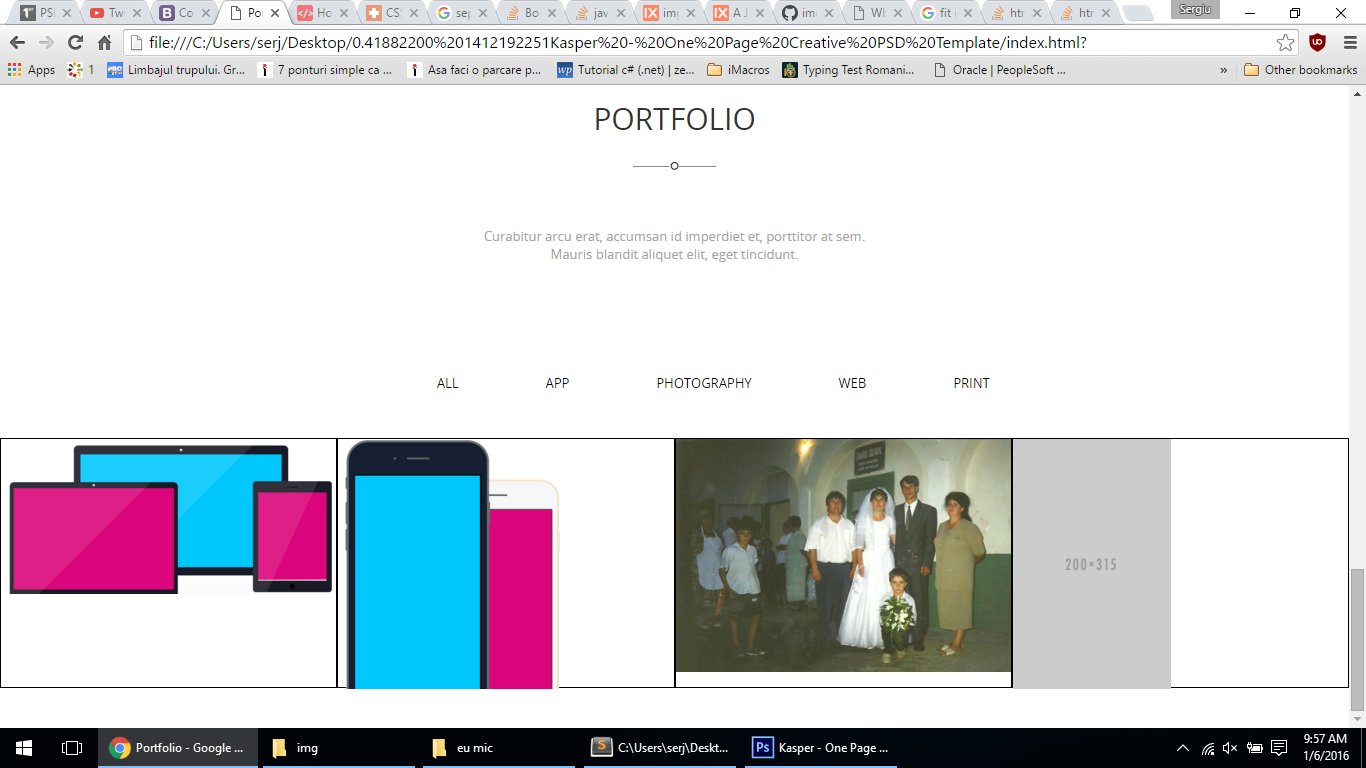 PSI
Tw
Co
Po
Ho
CS
sep
Bo
jav
img
A J
im
Wh
fit i
htr
htr
Sergiu
file:///C:/Users/serj/Desktop/0.41882200%201412192251Kasper%20-%20One%20Page%20Creative%20PSD%20Template/index.html?
Apps 1 Limbajul trupului. Gr... 7 ponturi simple ca ... Asa faci o parcare p... Tutorial c# (.net) | ze... iMacros Typing Test Romani... Oracle | PeopleSoft ... » Other bookmarks
PORTFOLIO
Curabitur arcu erat, accumsan id imperdiet et, porttitor at sem.
Mauris blandit aliquet elit, eget tincidunt.
ALL APP PHOTOGRAPHY WEB PRINT
200×315
Portfolio - Google ... img eu mic C:\Users\serj\Deskt... Kasper - One Page ...
9:57 AM
1/6/2016